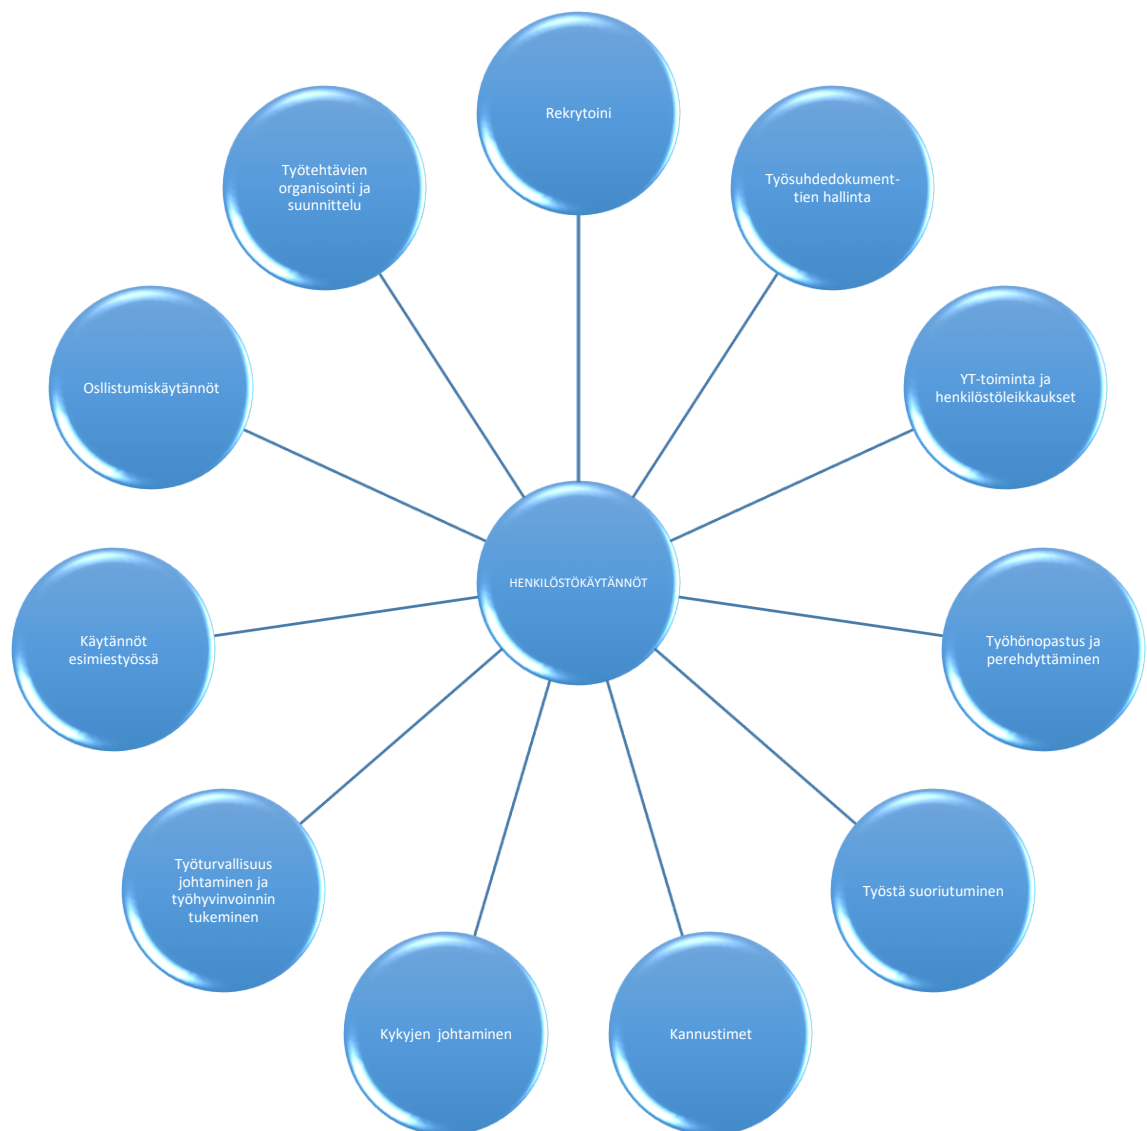 Rekrytoini
Työsuhdedokument-
tien hallinta
YT-toiminta ja
henkilöstöleikkaukset
Työhönopastus ja
perehdyttäminen
Työstä suoriutuminen
Kannustimet
Kykyjen johtaminen
Työturvallisuus
johtaminen ja
työhyvinvoinnin
tukeminen
Käytännöt
esimiestyössä
Osllistumiskäytännöt
Työtehtävien
organisointi ja
suunnittelu
HENKILÖSTÖKÄYTÄNNÖT